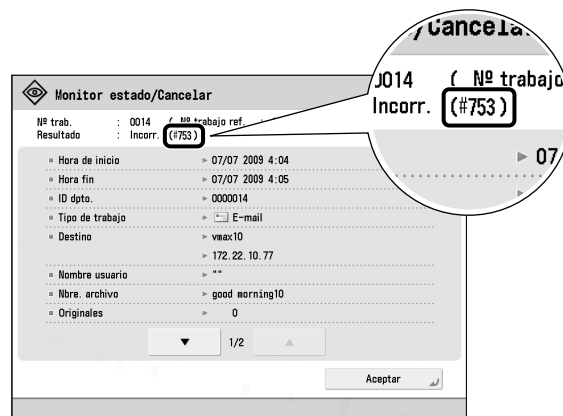 Monitor estado/Cancelar
Nº trab. : 0014 ( Nº trabajo ref. :
Resultado : Incorr. (#753)
Hora de inicio ► 07/07 2009 4:04
Hora fin ► 07/07 2009 4:05
ID dpto. ► 0000014
Tipo de trabajo ► E-mail
Destino ► vmax10
► 172.22.10.77
Nombre usuario ► ""
Nbre. archivo ► good morning10
Originales ► 0
▼ 1/2 ▲
Aceptar
/Cancela
0014 ( Nº trabajo
Incorr. (#753)
► 07